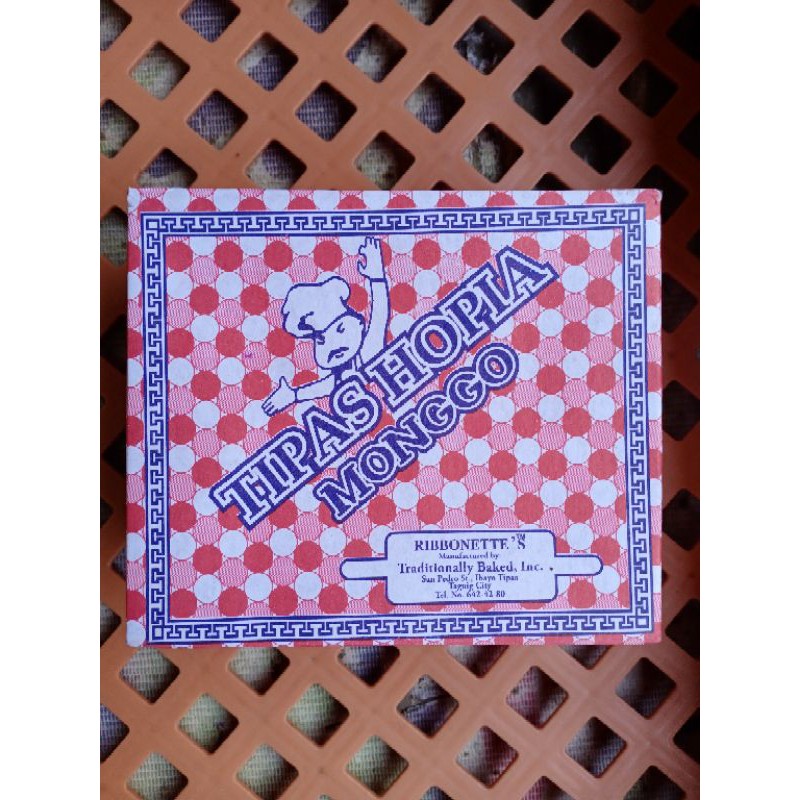 TIPAS HOPIA
MONGGO
RIBBONETTE'S™
Manufactured by
Traditionally Baked, Inc.
San Pedro St., Ibayo Tipas
Taguig City
Tel. No. 642 42 80